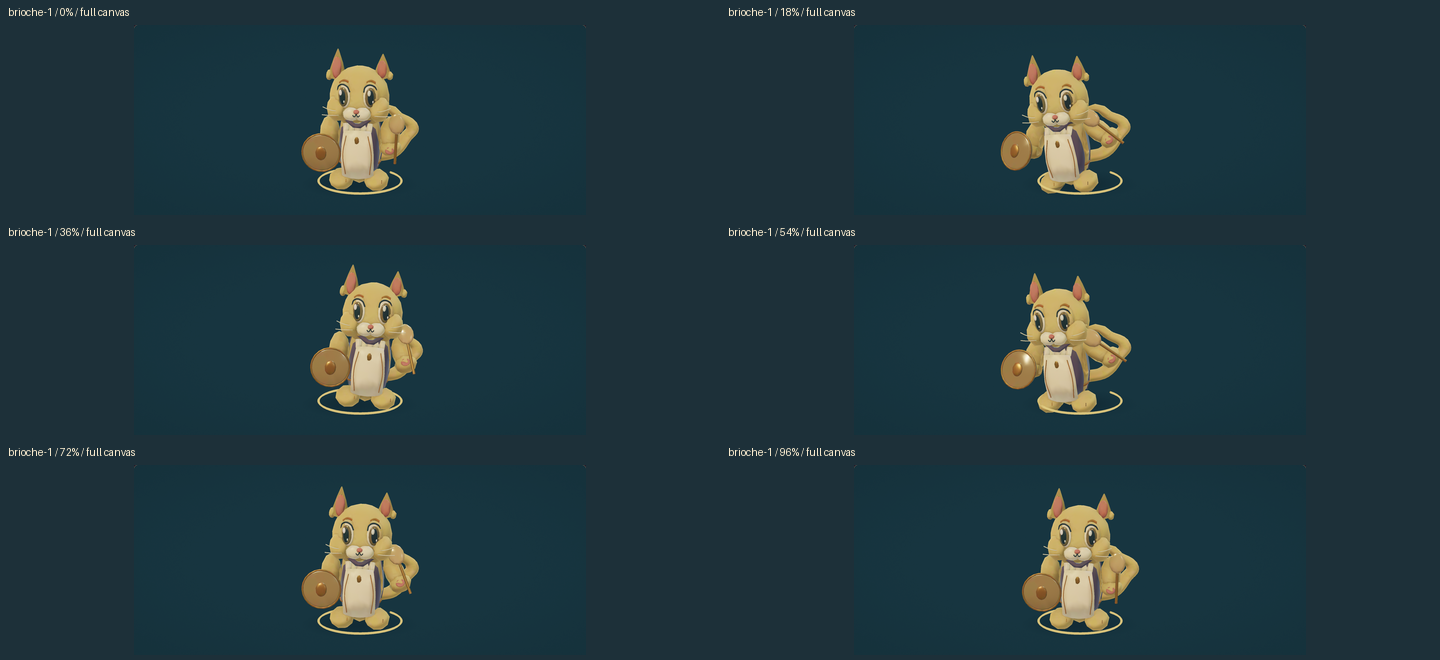 brioche-1 / 0% / full canvas
brioche-1 / 18% / full canvas
brioche-1 / 36% / full canvas
brioche-1 / 54% / full canvas
brioche-1 / 72% / full canvas
brioche-1 / 96% / full canvas